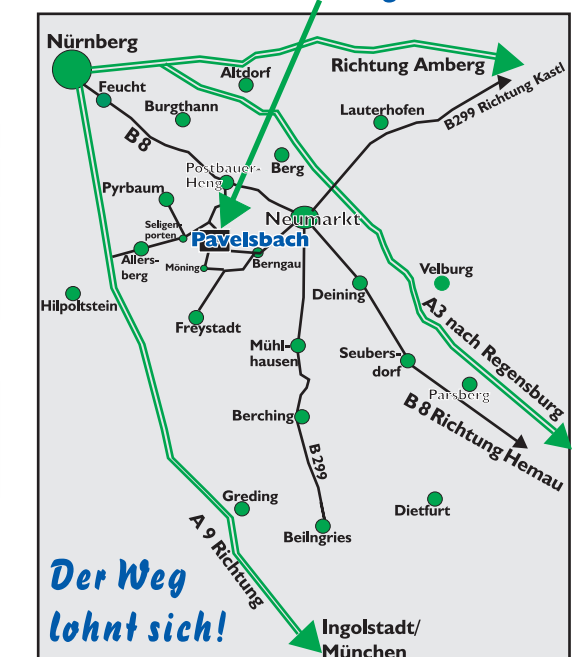 Nürnberg
Richtung Amberg
Altdorf
Feucht
B299 Richtung Kastl
Burgthann
Lauterhofen
B 8
Postbauer-
Heng
Berg
Pyrbaum
Neumarkt
Seligen-
porten
Pavelsbach
Allers-
berg
Möning
Berngau
Velburg
Deining
Hilpoltstein
A3 nach Regensburg
Freystadt
Mühl-
hausen
Seubers-
dorf
Parsberg
B 8 Richtung Hemau
Berching
B 299
Greding
Dietfurt
A 9 Richtung
Beilngries
Der Weg
lohnt sich!
Ingolstadt/
München